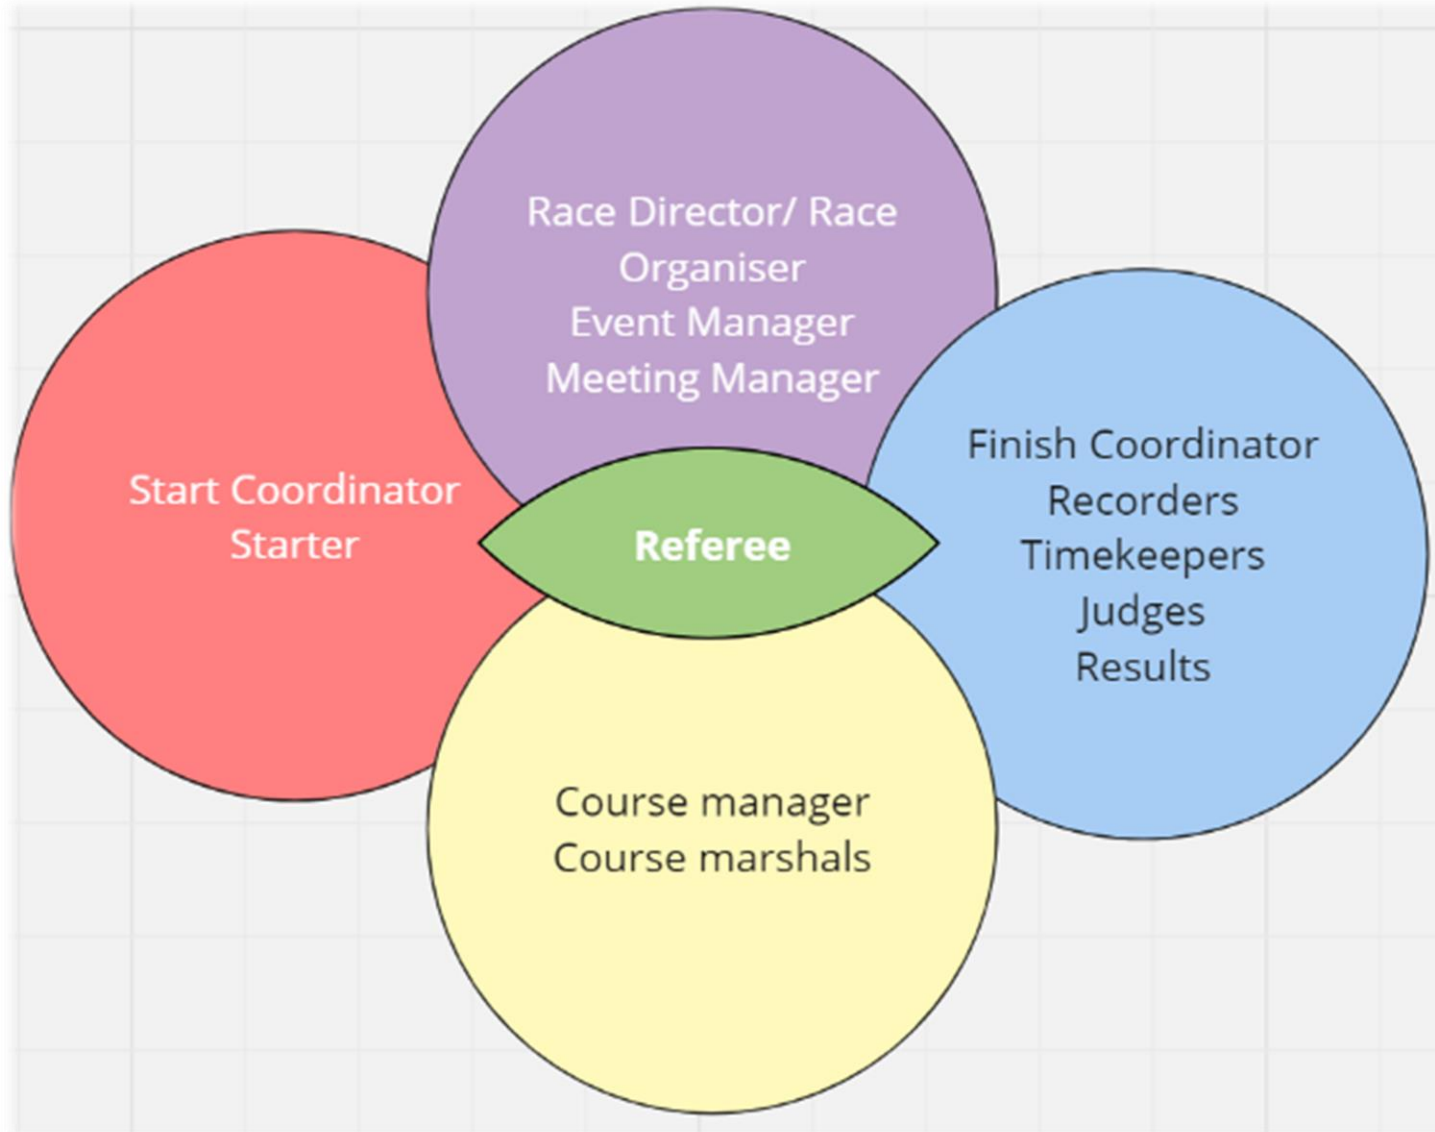 Race Director/ Race
Organiser
Event Manager
Meeting Manager
Start Coordinator
Starter
Referee
Finish Coordinator
Recorders
Timekeepers
Judges
Results
Course manager
Course marshals